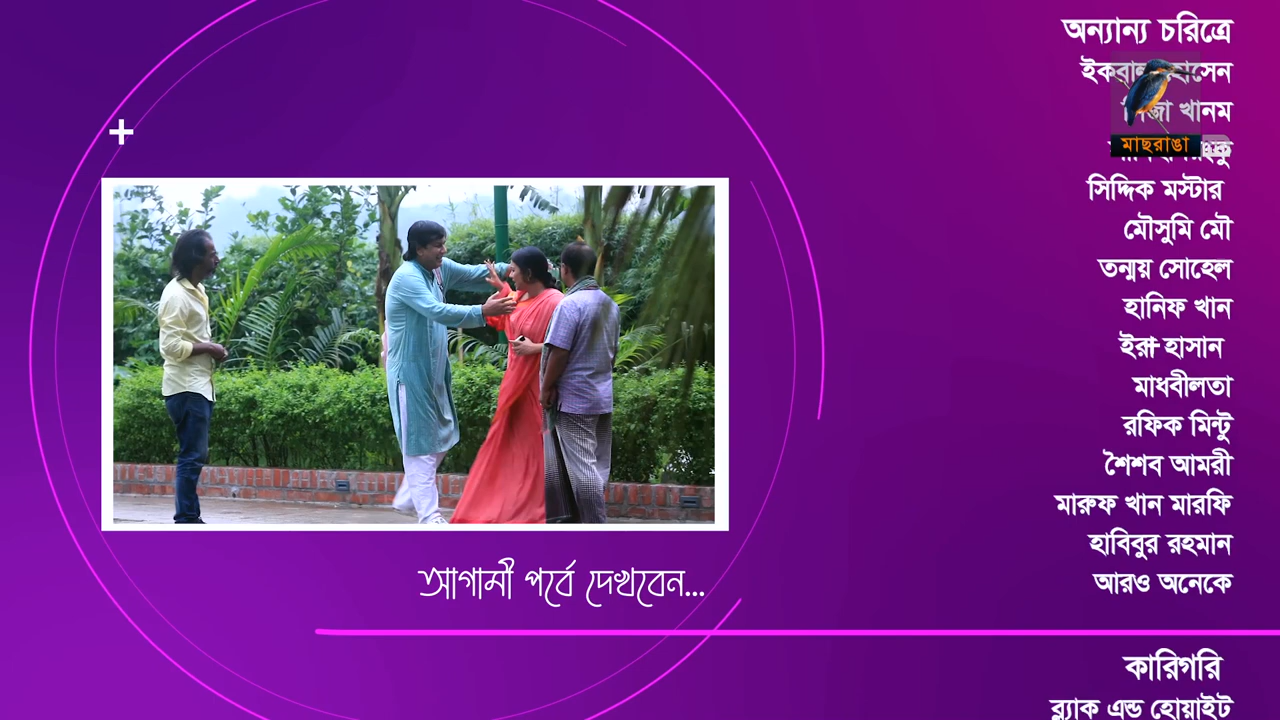 আগামী পর্বে দেখবেন...
অন্যান্য চরিত্রে
খানম
মাছরাঙা
সিদ্দিক মস্টার
মৌসুমি মৌ
তন্ময় সোহেল
হানিফ খান
হাসান
মাধবীলতা
রফিক মিন্টু
শৈশব আমরী
মারুফ খান মারফি
হাবিবুর রহমান
আরও অনেকে
কারিগরি
ব্ল্যাক এন্ড হোয়াইট